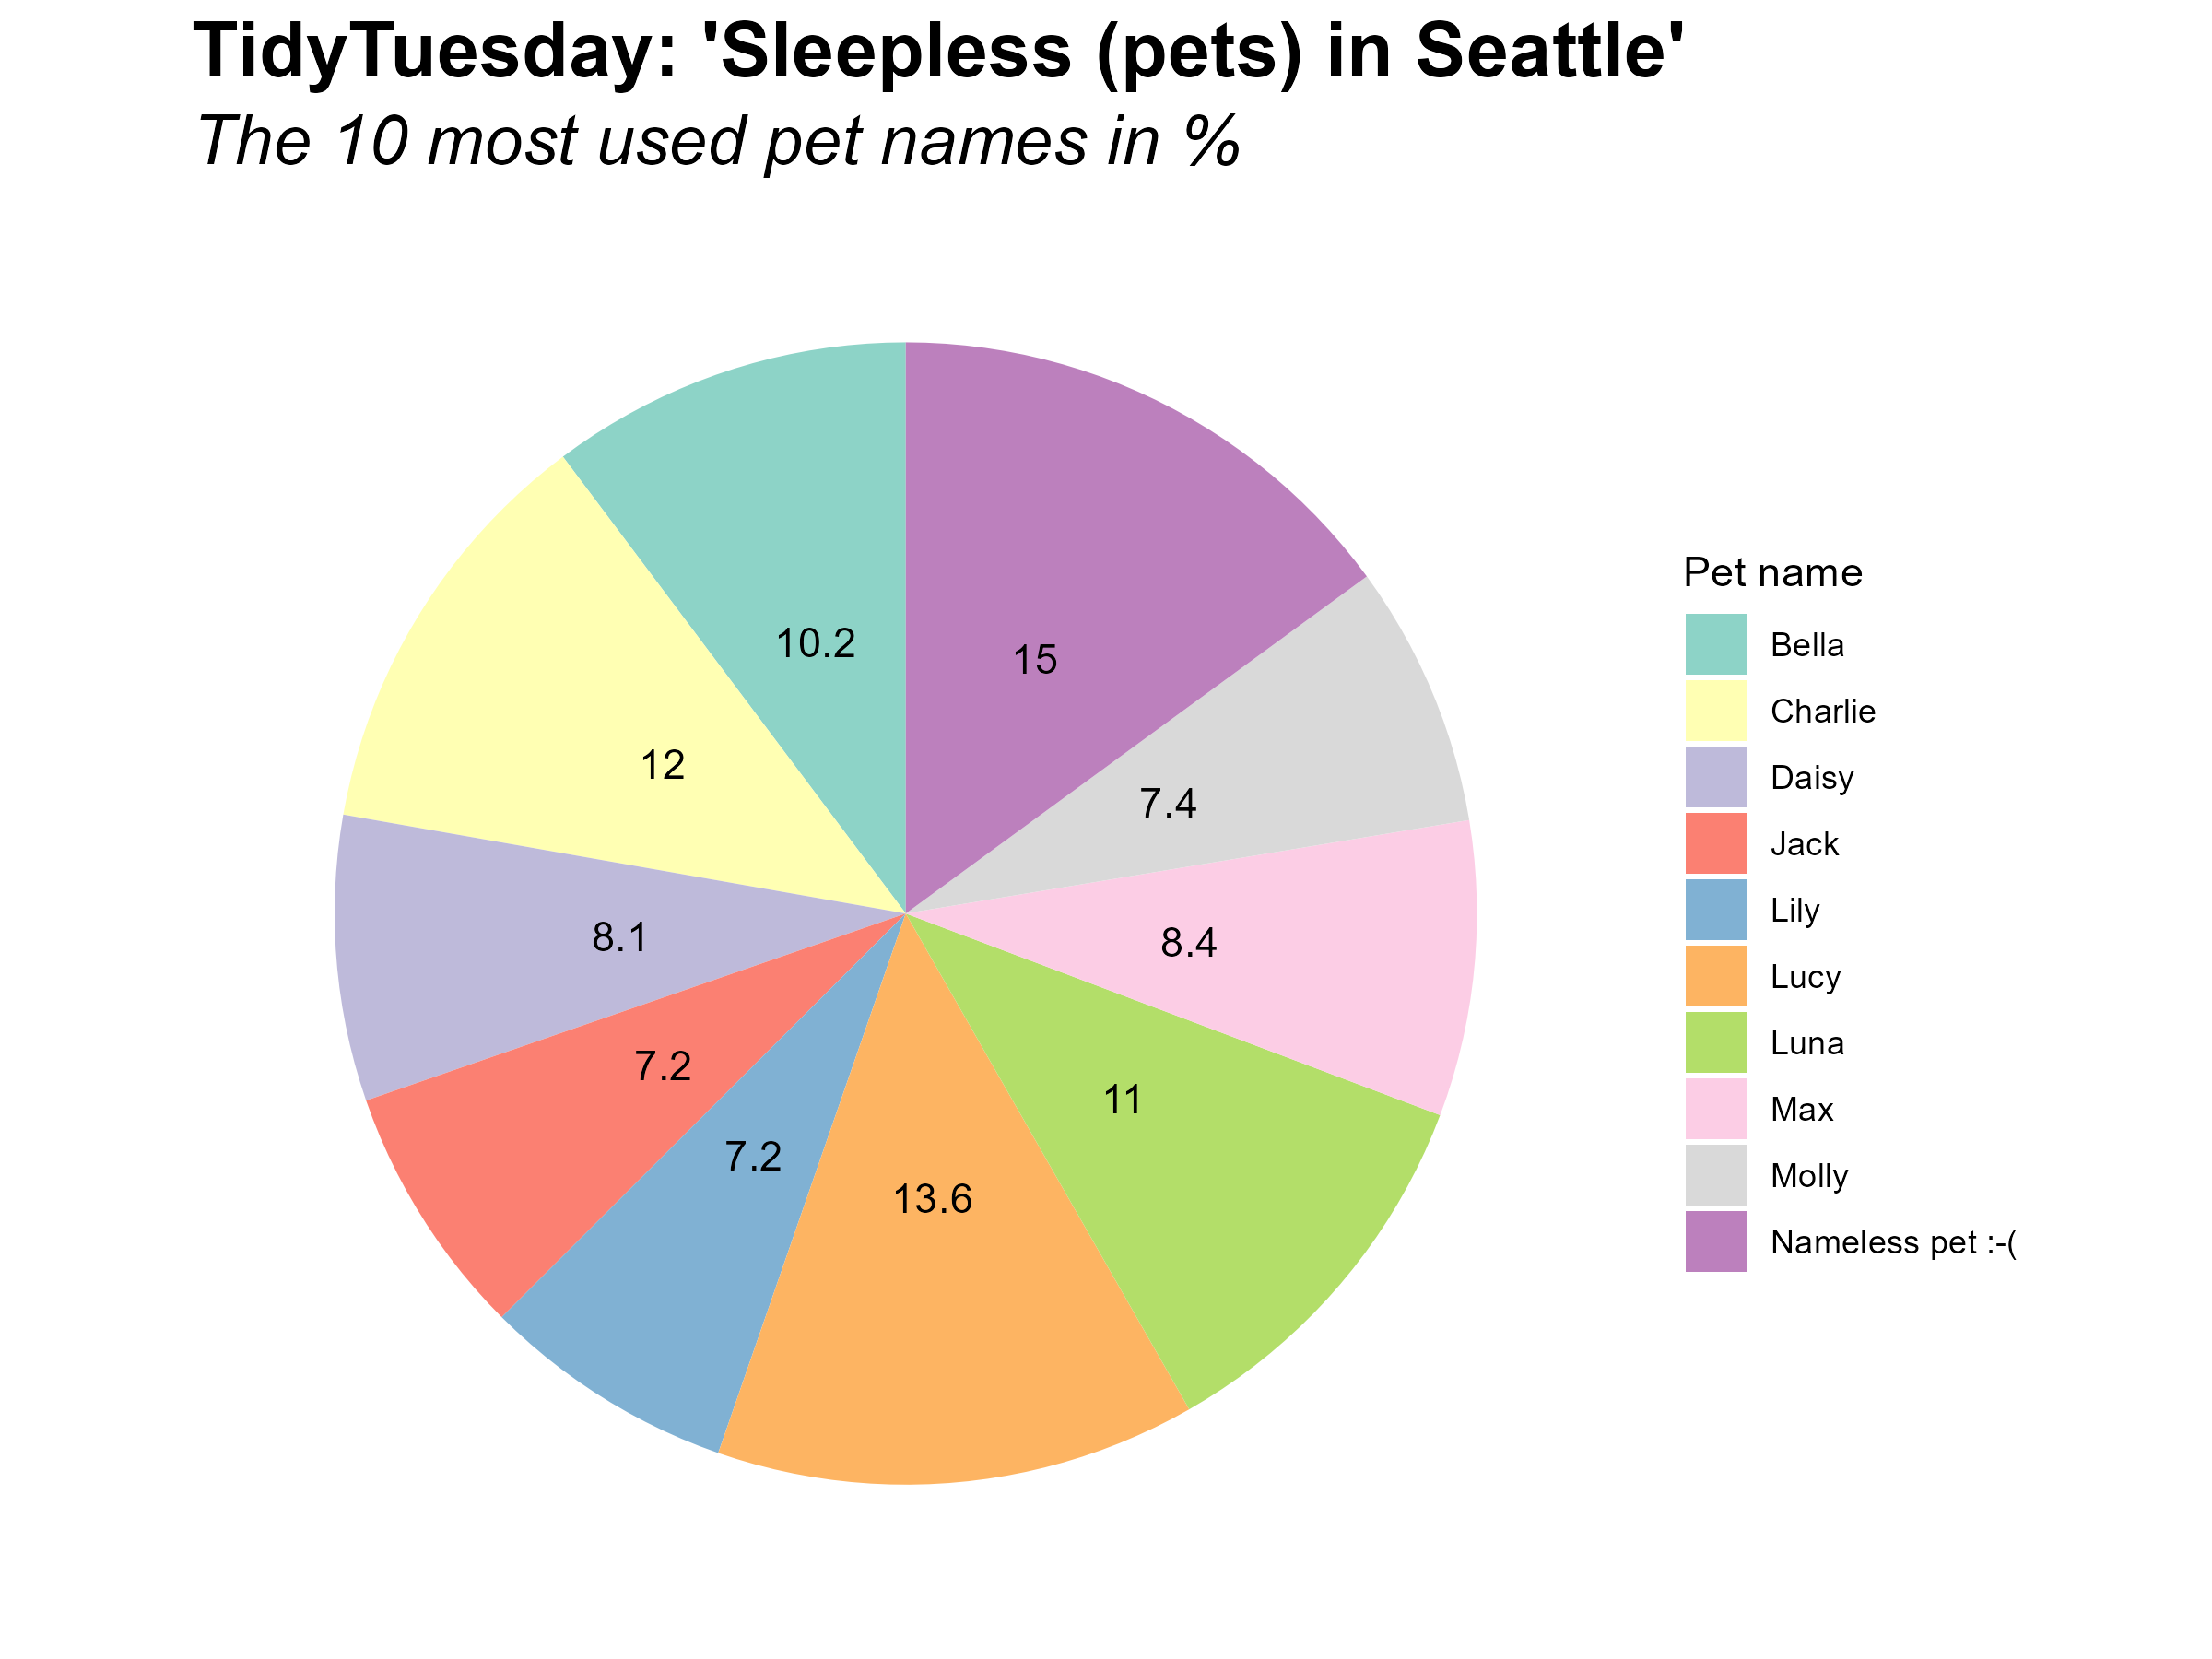 TidyTuesday: 'Sleepless (pets) in Seattle'
The 10 most used pet names in %
10.2
15
12
7.4
8.1
8.4
7.2
11
7.2
13.6
Pet name
Bella
Charlie
Daisy
Jack
Lily
Lucy
Luna
Max
Molly
Nameless pet :-(